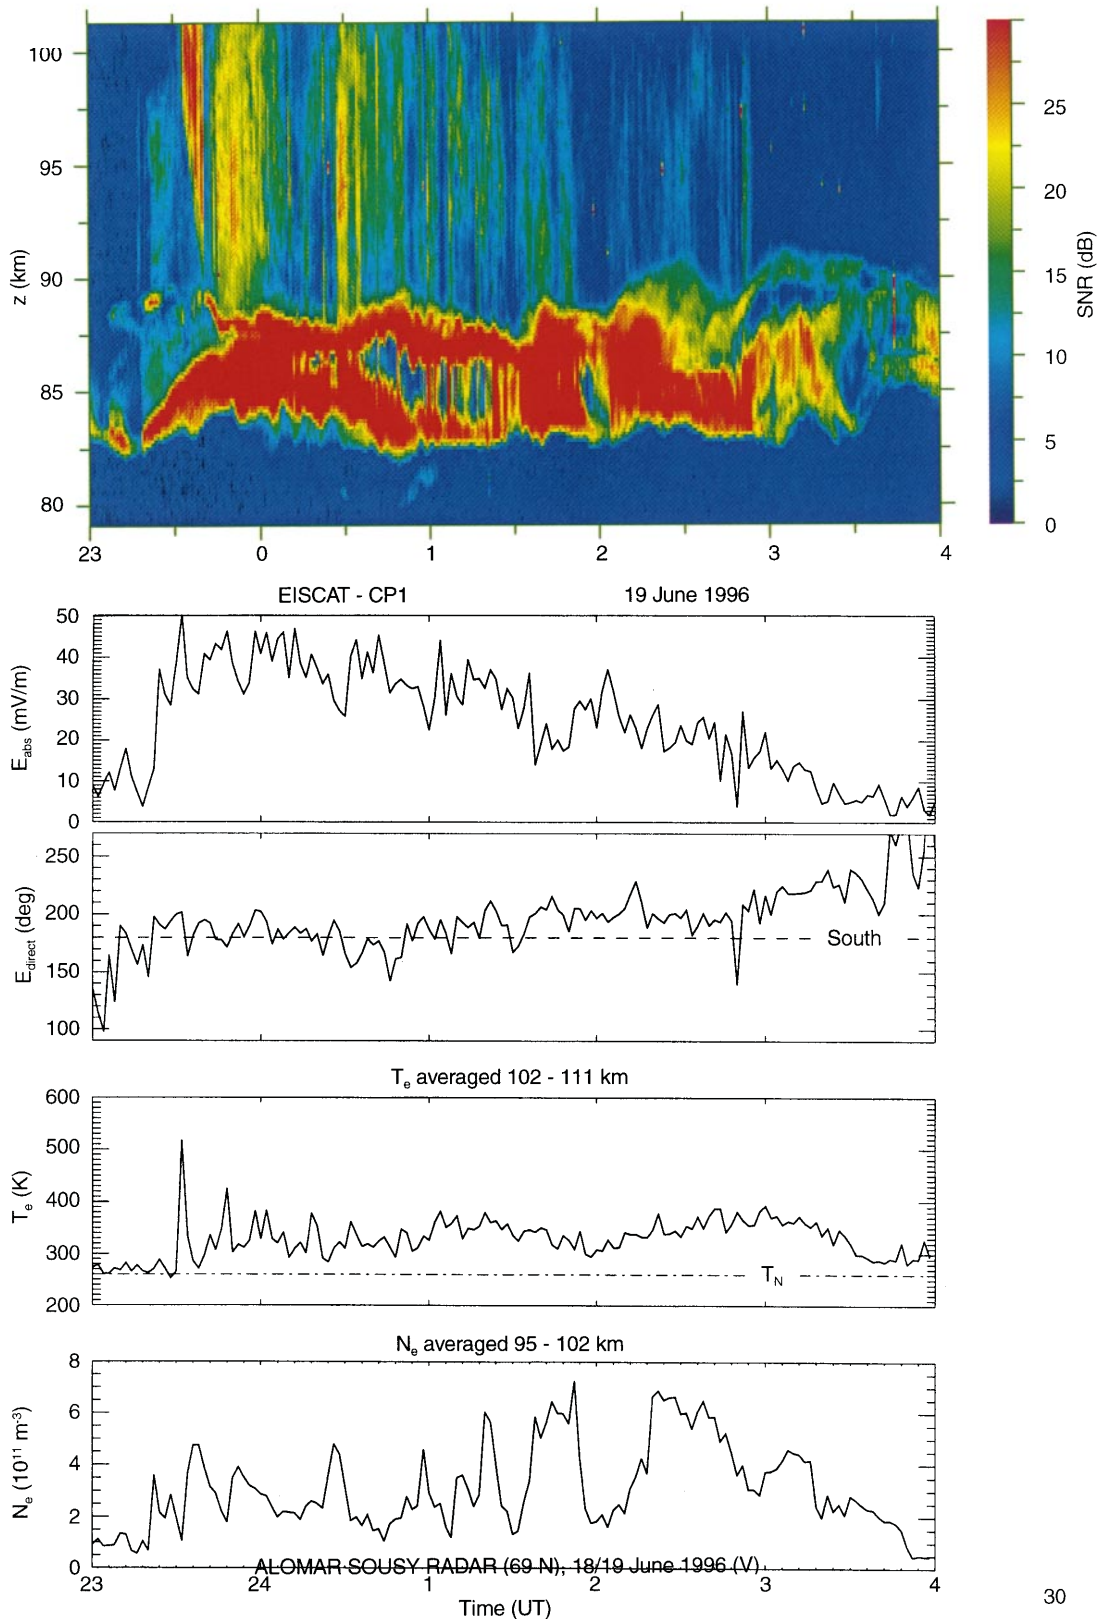 100
95
90
85
80
z (km)
23 0 1 2 3 4
25
20
15
10
5
0
SNR (dB)
EISCAT - CP1 19 June 1996
50
40
30
20
10
0
E_abs (mV/m)
250
200
150
100
E_direct (deg)
South
T_e averaged 102 - 111 km
600
500
400
300
200
T_e (K)
T_N
N_e averaged 95 - 102 km
8
6
4
2
0
N_e (10^11 m^-3)
ALOMAR SOUSY RADAR (69 N); 18/19 June 1996 (V)
23 24 1 2 3 4
Time (UT)
30